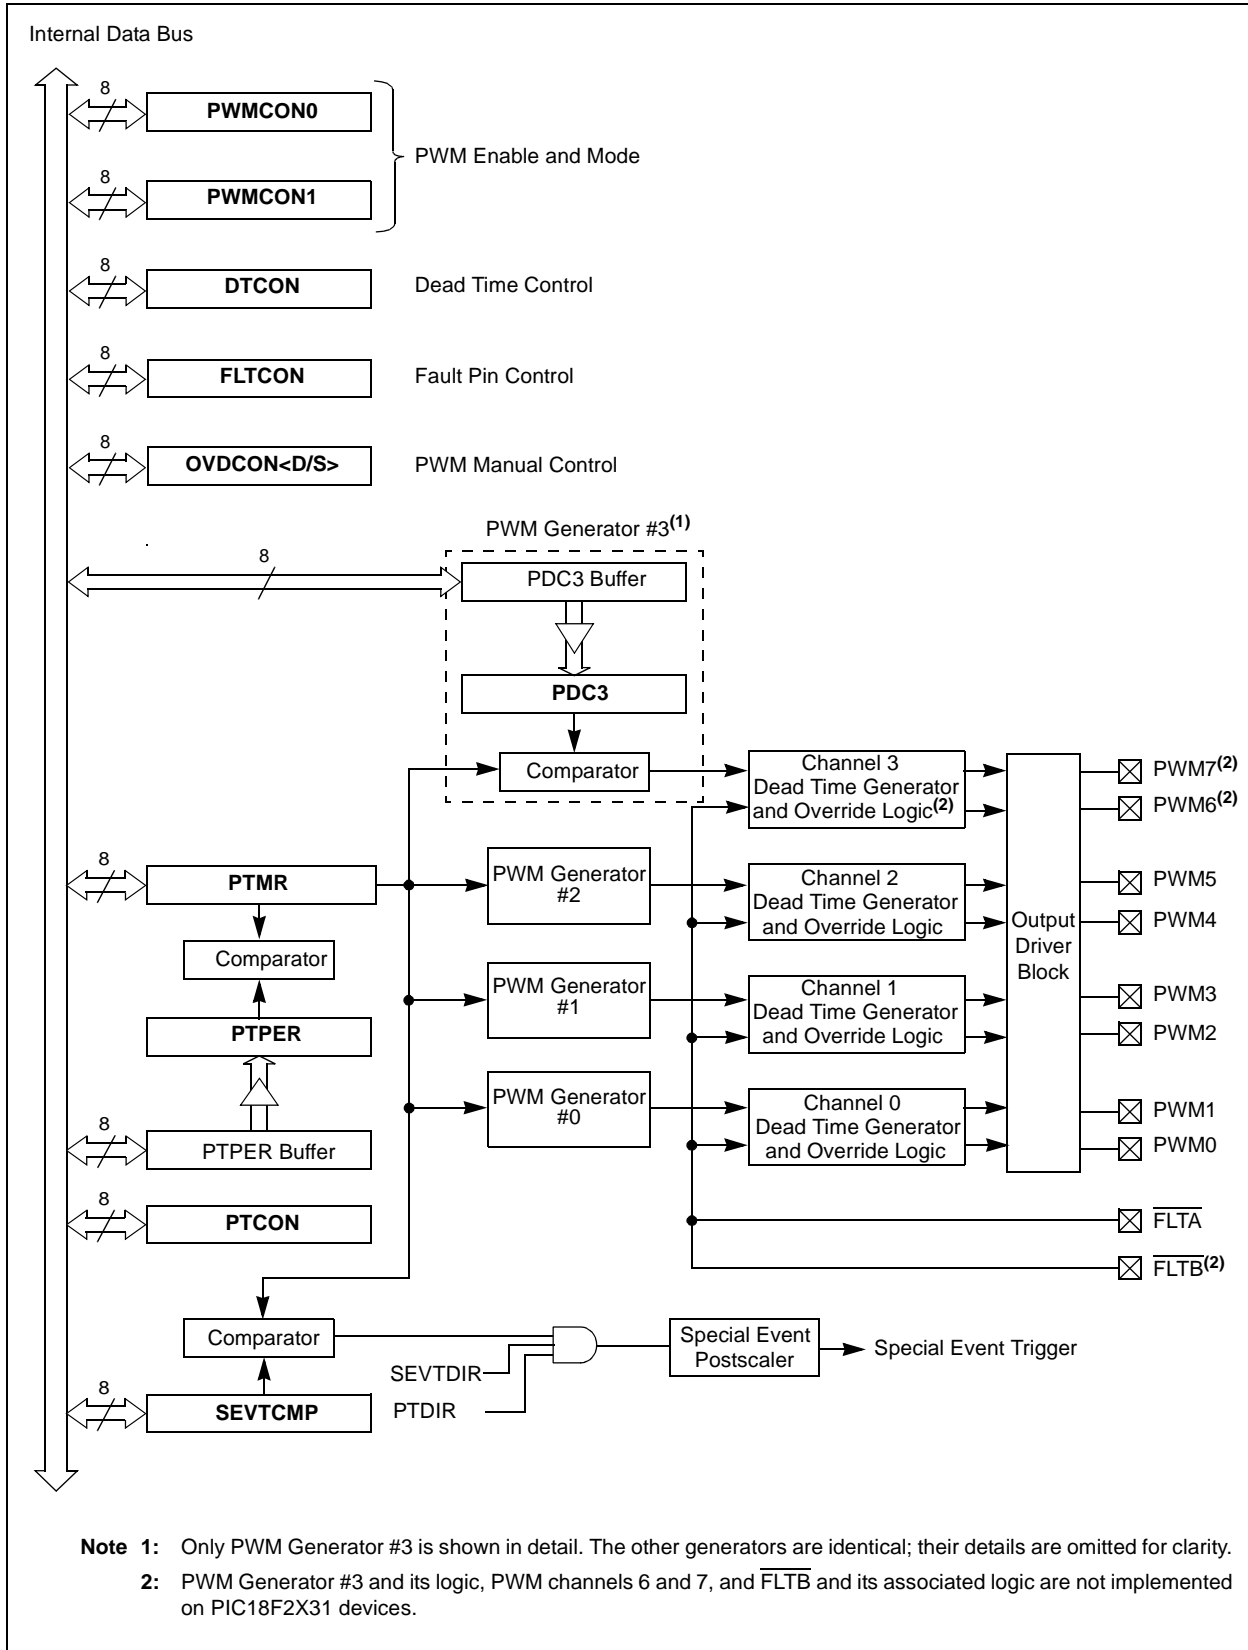 Internal Data Bus
8
PWMCON0
PWM Enable and Mode
8
PWMCON1
8
DTCON
Dead Time Control
8
FLTCON
Fault Pin Control
8
OVDCON<D/S>
PWM Manual Control
PWM Generator #3(1)
8
PDC3 Buffer
PDC3
Comparator
Channel 3
Dead Time Generator
and Override Logic(2)
PWM7(2)
PWM6(2)
8
PTMR
PWM Generator
#2
Channel 2
Dead Time Generator
and Override Logic
PWM5
PWM4
Output
Driver
Block
Comparator
PWM Generator
#1
Channel 1
Dead Time Generator
and Override Logic
PWM3
PWM2
PTPER
PWM Generator
#0
Channel 0
Dead Time Generator
and Override Logic
PWM1
PWM0
8
PTPER Buffer
8
PTCON
FLTA
FLTB(2)
Comparator
SEVTDIR
PTDIR
Special Event
Postscaler
Special Event Trigger
8
SEVTCMP
Note 1: Only PWM Generator #3 is shown in detail. The other generators are identical; their details are omitted for clarity.
2: PWM Generator #3 and its logic, PWM channels 6 and 7, and FLTB and its associated logic are not implemented
on PIC18F2X31 devices.